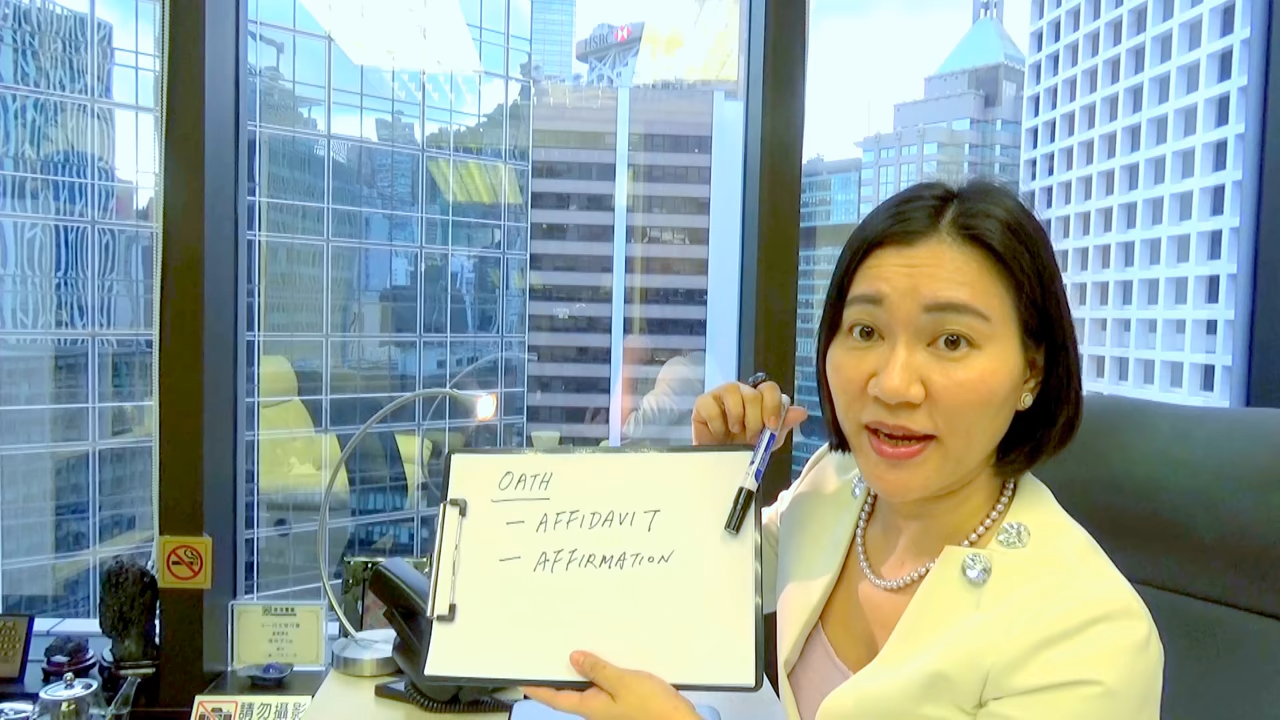 HSBC
OATH
- AFFIDAVIT
- AFFIRMATION
請勿攝影